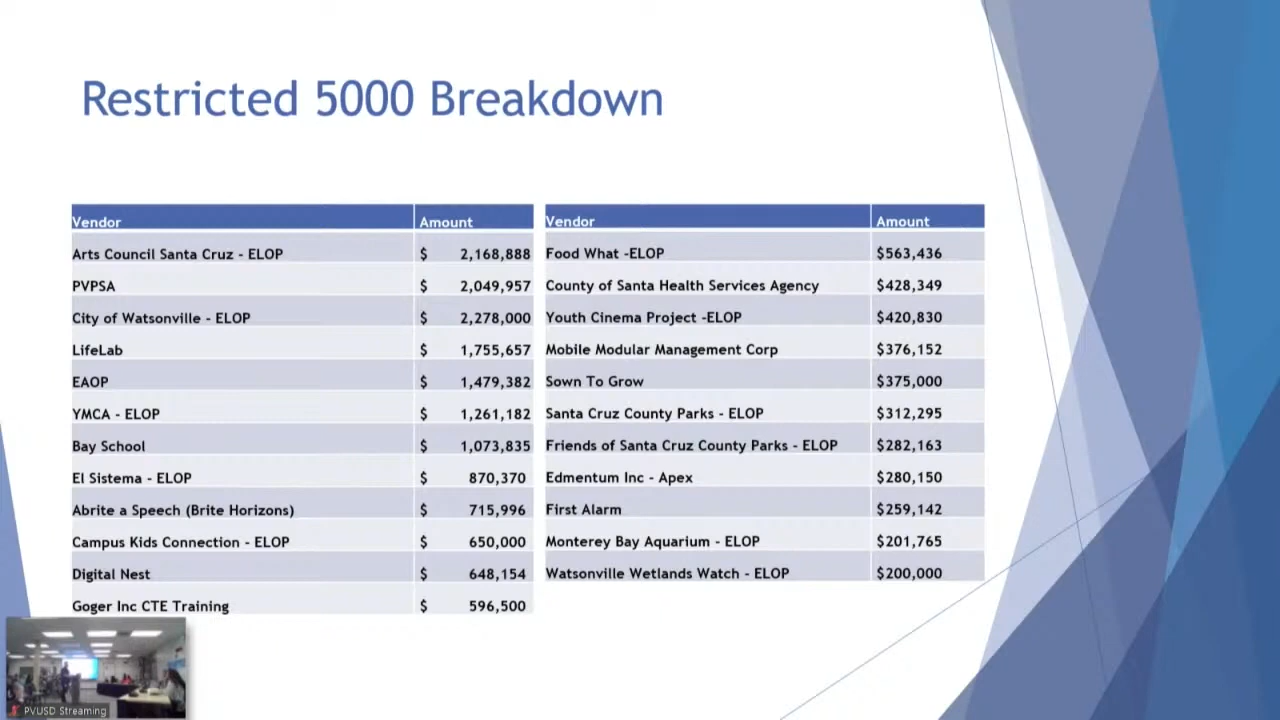 Restricted 5000 Breakdown
Vendor Amount
Arts Council Santa Cruz - ELOP $ 2,168,888
PVPSA $ 2,049,957
City of Watsonville - ELOP $ 2,278,000
LifeLab $ 1,755,657
EAOP $ 1,479,382
YMCA - ELOP $ 1,261,182
Bay School $ 1,073,835
El Sistema - ELOP $ 870,370
Abrite a Speech (Brite Horizons) $ 715,996
Campus Kids Connection - ELOP $ 650,000
Digital Nest $ 648,154
Goger Inc CTE Training $ 596,500
Vendor Amount
Food What -ELOP $563,436
County of Santa Health Services Agency $428,349
Youth Cinema Project -ELOP $420,830
Mobile Modular Management Corp $376,152
Sown To Grow $375,000
Santa Cruz County Parks - ELOP $312,295
Friends of Santa Cruz County Parks - ELOP $282,163
Edmentum Inc - Apex $280,150
First Alarm $259,142
Monterey Bay Aquarium - ELOP $201,765
Watsonville Wetlands Watch - ELOP $200,000
PVUSD Streaming